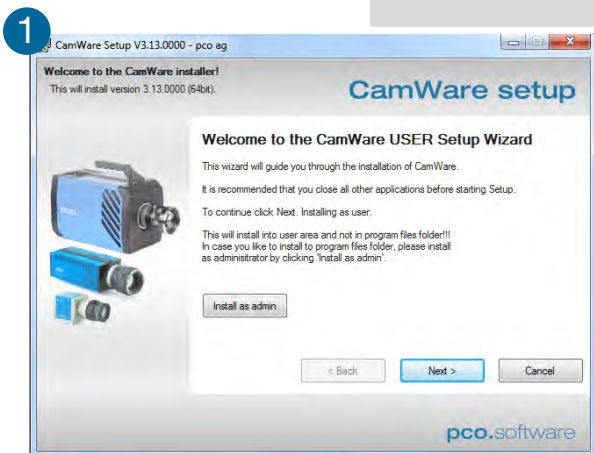 1
CamWare Setup V3.13.0000 - pco ag
Welcome to the CamWare installer!
This will install version 3.13.0000 (64bit).
CamWare setup
Welcome to the CamWare USER Setup Wizard
This wizard will guide you through the installation of CamWare.
It is recommended that you close all other applications before starting Setup.
To continue click Next. Installing as user.
This will install into user area and not in program files folder!!!
In case you like to install to program files folder, please install
as adminisitrator by clicking 'Install as admin'.
Install as admin
< Back
Next >
Cancel
pco.software